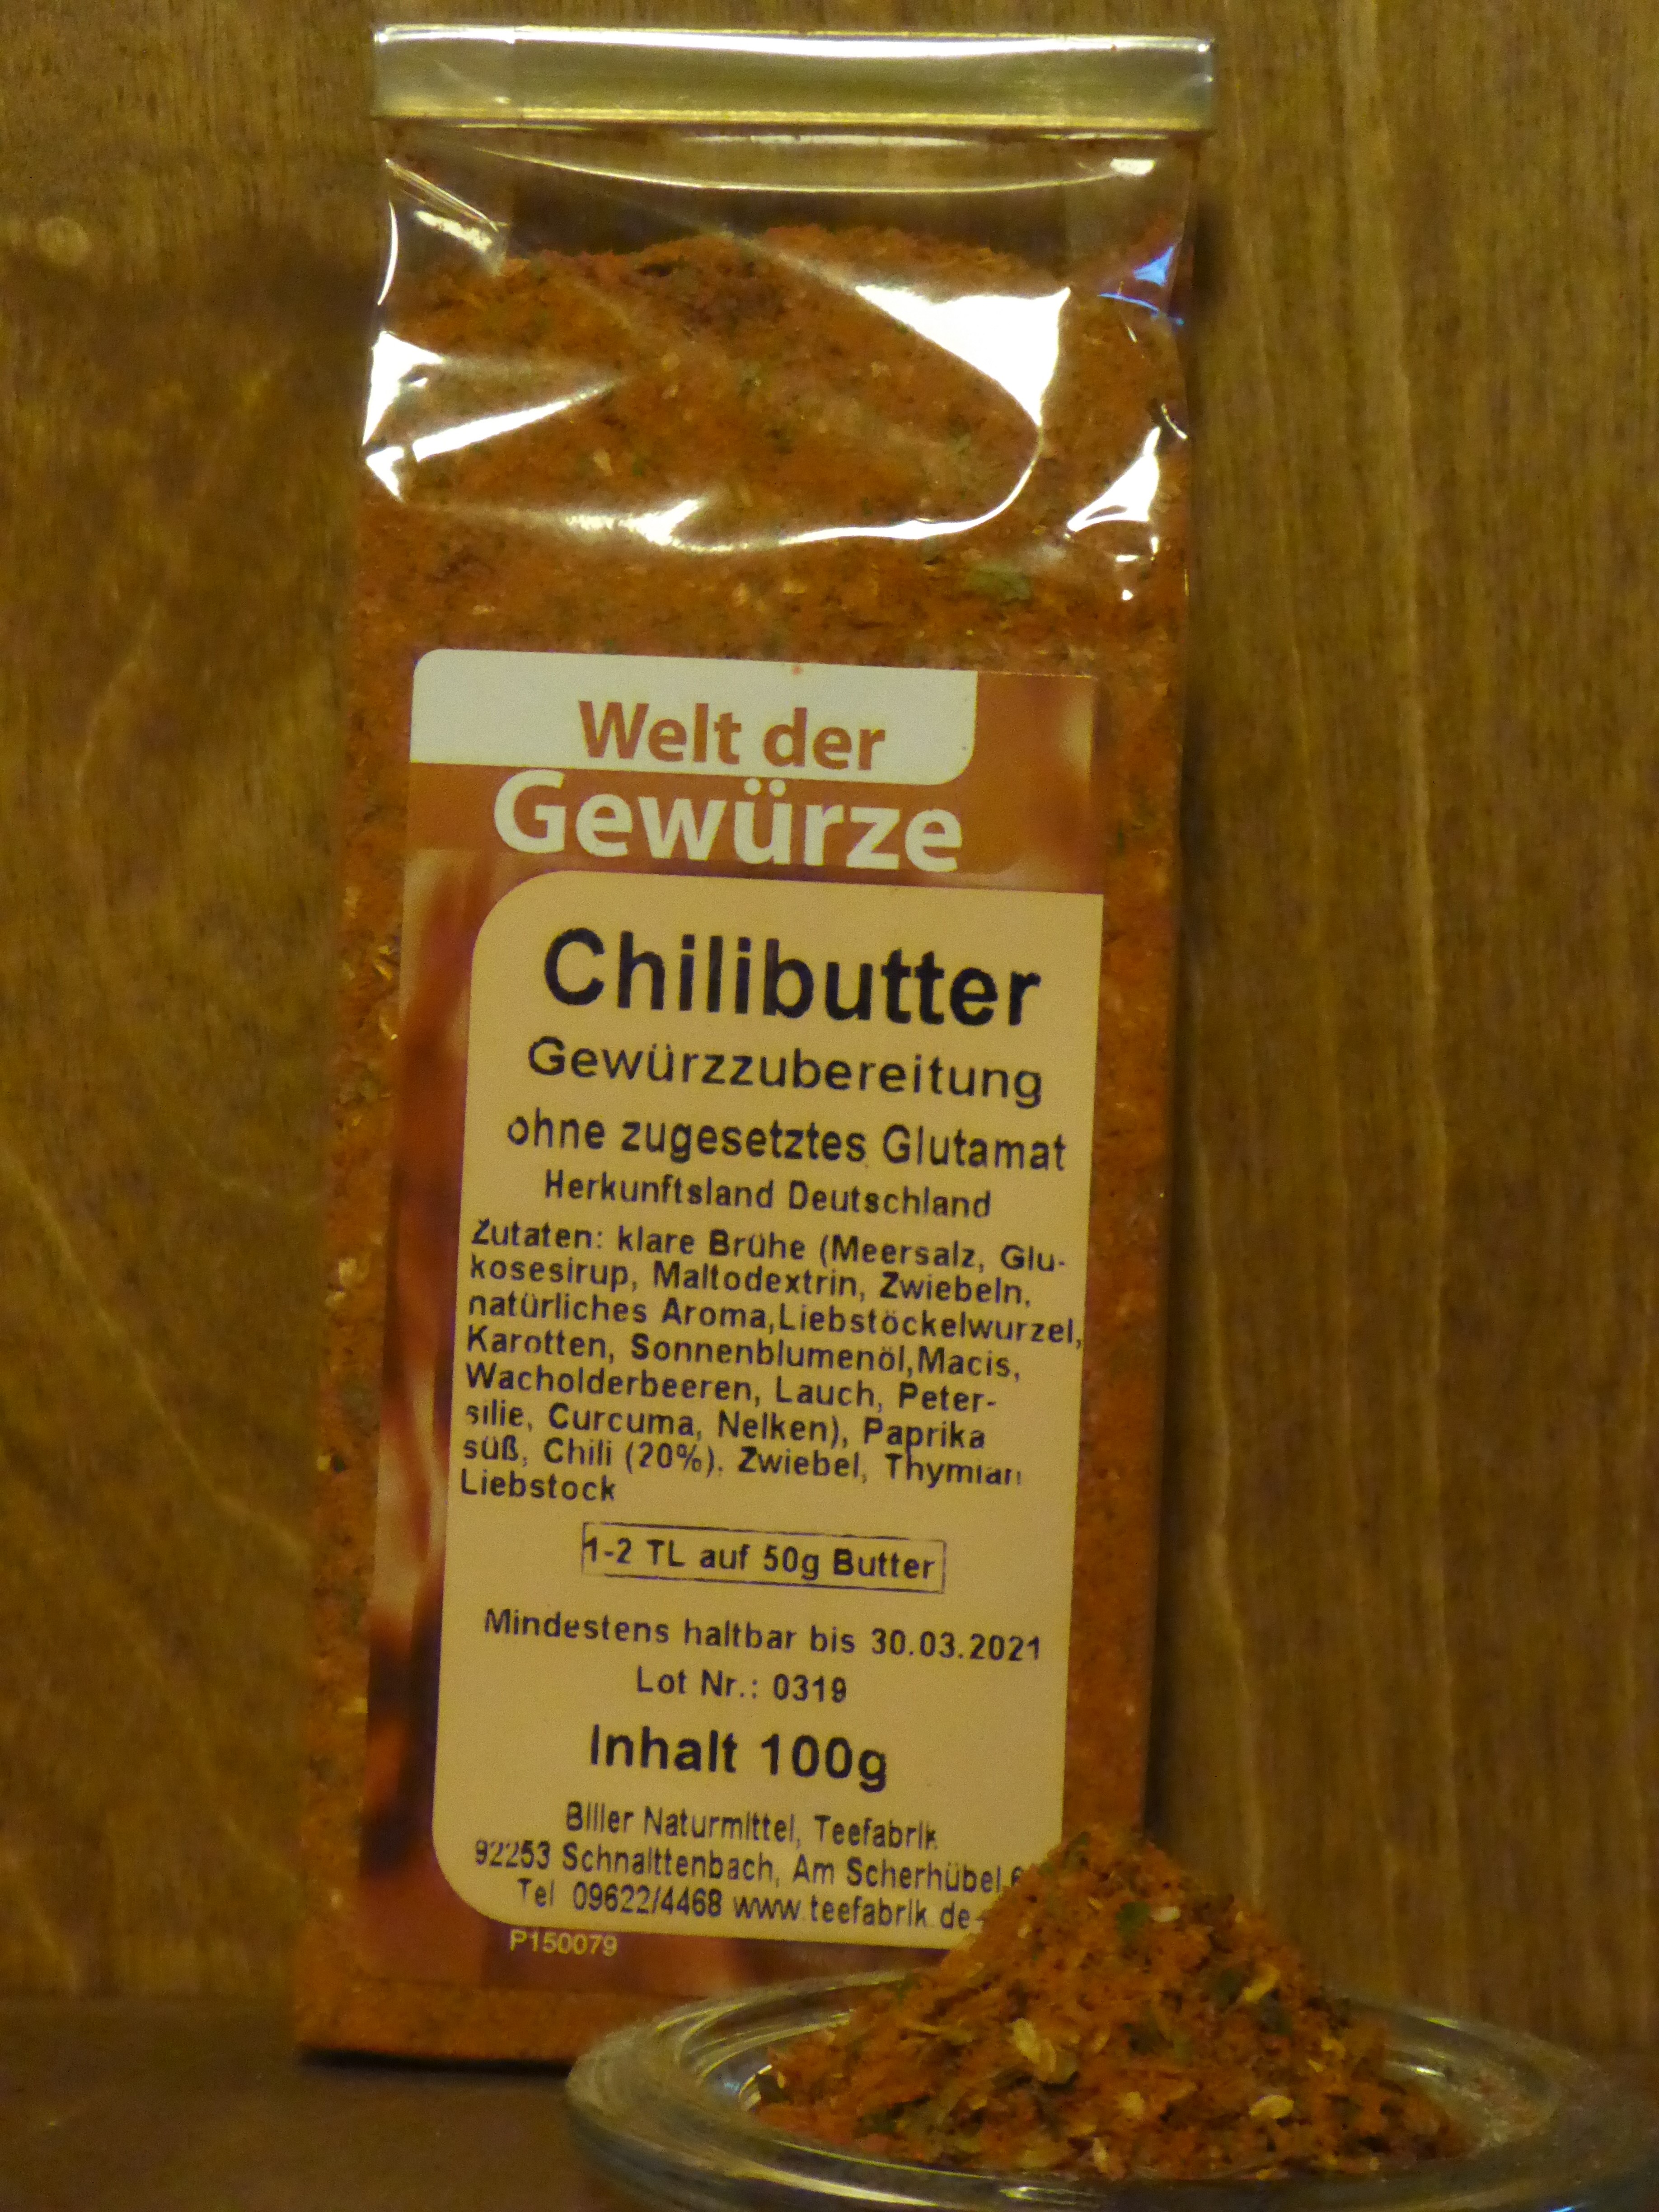 Welt der
Gewürze
Chilibutter
Gewürzzubereitung
ohne zugesetztes Glutamat
Herkunftsland Deutschland
Zutaten: klare Brühe (Meersalz, Glu-
kosesirup, Maltodextrin, Zwiebeln,
natürliches Aroma,Liebstöckelwurzel,
Karotten, Sonnenblumenöl,Macis,
Wacholderbeeren, Lauch, Peter-
silie, Curcuma, Nelken), Paprika
süß, Chili (20%), Zwiebel, Thymian
Liebstock
1-2 TL auf 50g Butter
Mindestens haltbar bis 30.03.2021
Lot Nr.: 0319
Inhalt 100g
Biller Naturmittel, Teefabrik
92253 Schnaittenbach, Am Scherhübel
Tel 09622/4468 www.teefabrik.de
P150079